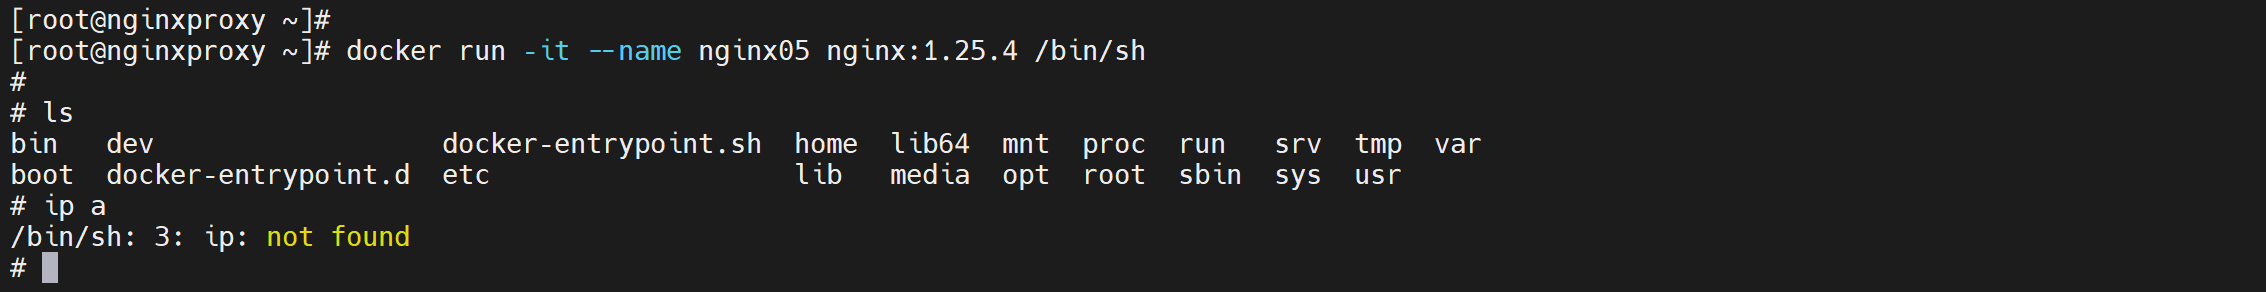 [root@nginxproxy ~]#
[root@nginxproxy ~]# docker run -it --name nginx05 nginx:1.25.4 /bin/sh
#
# ls
bin   dev                  docker-entrypoint.sh  home  lib64  mnt  proc  run   srv  tmp  var
boot  docker-entrypoint.d  etc                   lib   media  opt  root  sbin  sys  usr
# ip a
/bin/sh: 3: ip: not found
#